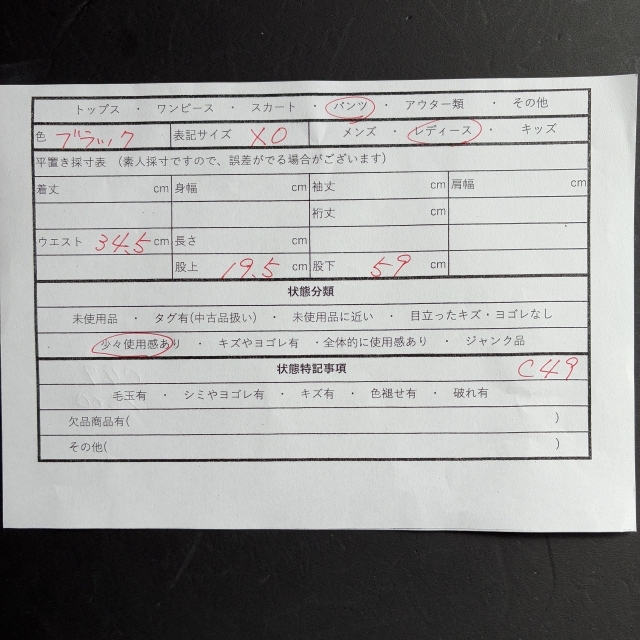 トップス ・ ワンピース ・ スカート ・ パンツ ・ アウター類 ・ その他
色 ブラック 表記サイズ XO メンズ ・ レディース ・ キッズ
平置き採寸表 （素人採寸ですので、誤差がでる場合がございます）
着丈 cm 身幅 cm 袖丈 cm 肩幅 cm
裄丈 cm
ウエスト 34.5 cm 長さ cm
股上 19.5 cm 股下 59 cm
状態分類
未使用品 ・ タグ有(中古品扱い) ・ 未使用品に近い ・ 目立ったキズ・ヨゴレなし
・ 少々使用感あり ・ キズやヨゴレ有 ・全体的に使用感あり ・ ジャンク品
状態特記事項 C49
毛玉有 ・ シミやヨゴレ有 ・ キズ有 ・ 色褪せ有 ・ 破れ有
欠品商品有( )
その他( )